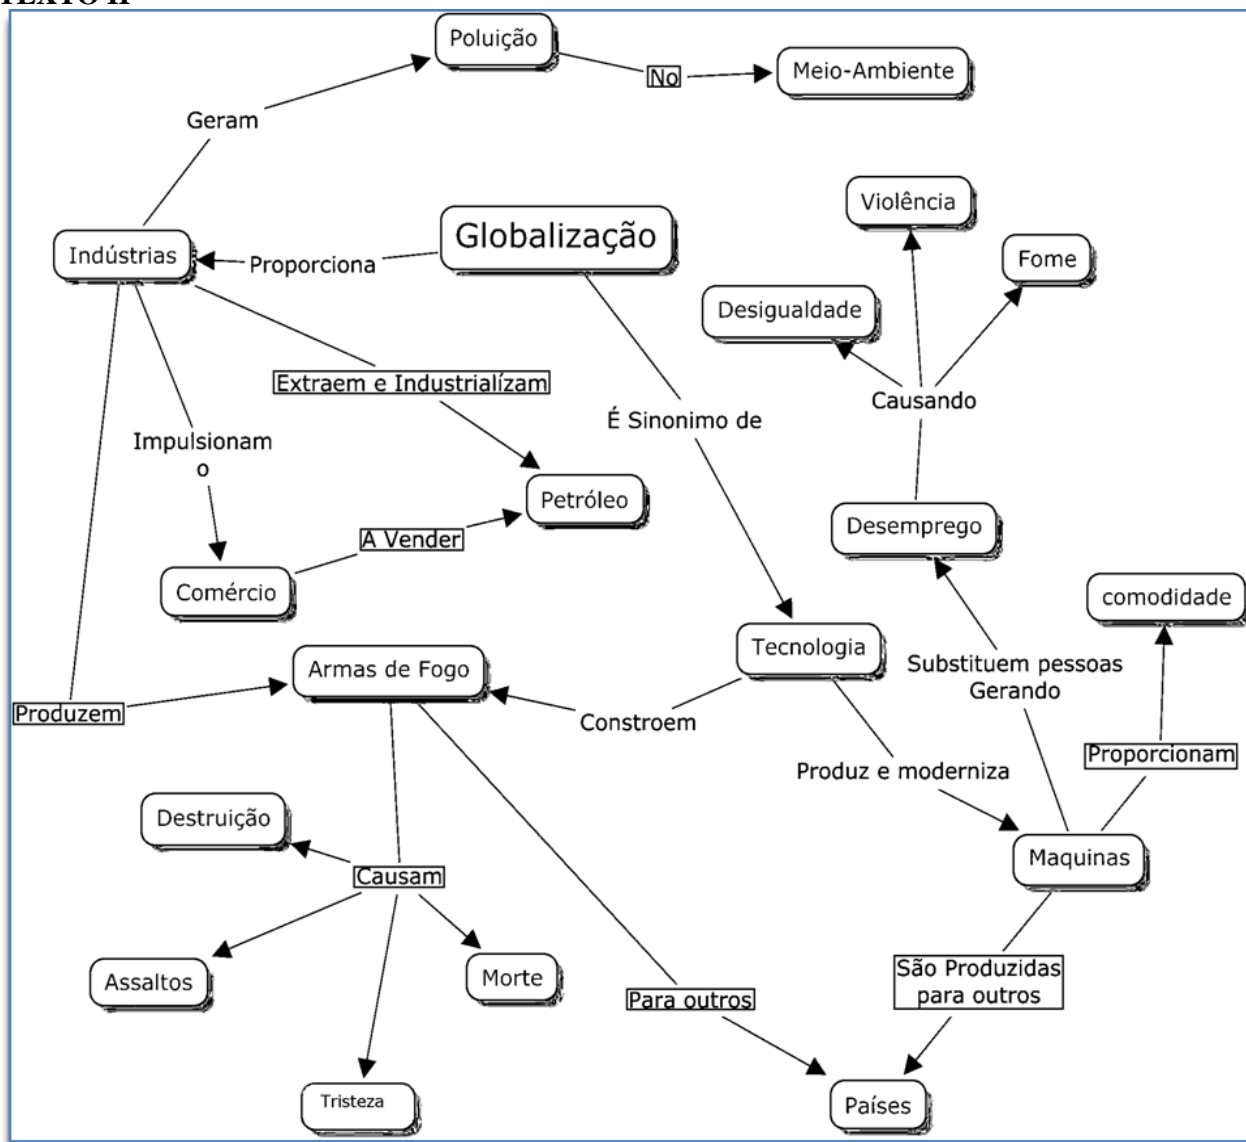 TEXTO II
Poluição
No
Meio-Ambiente
Geram
Violência
Globalização
Indústrias
Proporciona
Fome
Desigualdade
Extraem e Industrialízam
Causando
É Sinonimo de
Impulsionam
o
Petróleo
Desemprego
A Vender
Comércio
comodidade
Tecnologia
Armas de Fogo
Substituem pessoas
Gerando
Produzem
Constroem
Proporcionam
Produz e moderniza
Destruição
Maquinas
Causam
Assaltos
Morte
São Produzidas
para outros
Para outros
Tristeza
Países